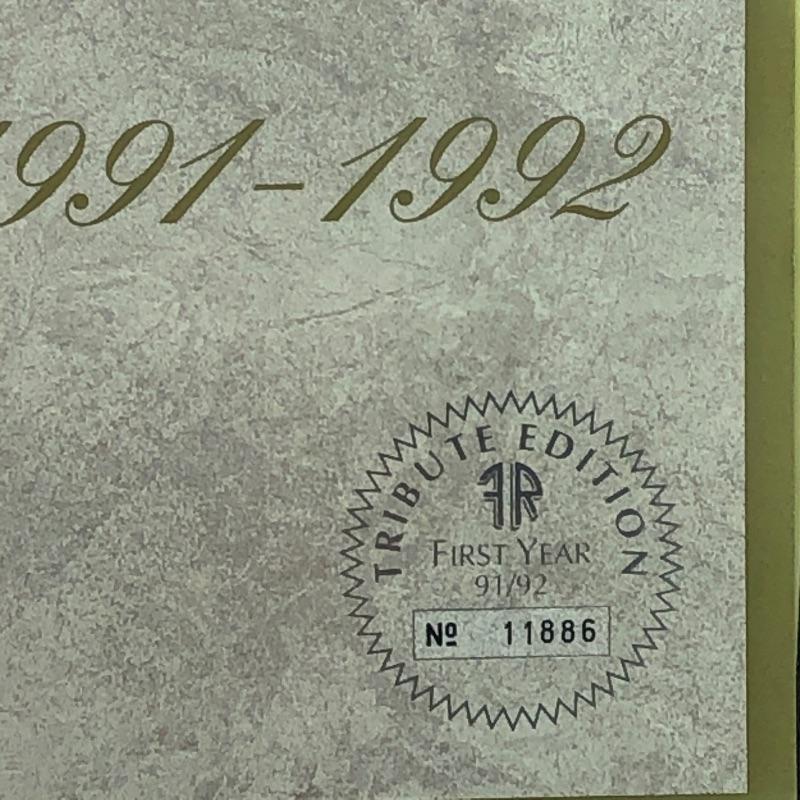 1991-1992
TRIBUTE EDITION
FR
FIRST YEAR
91/92
Nº 11886